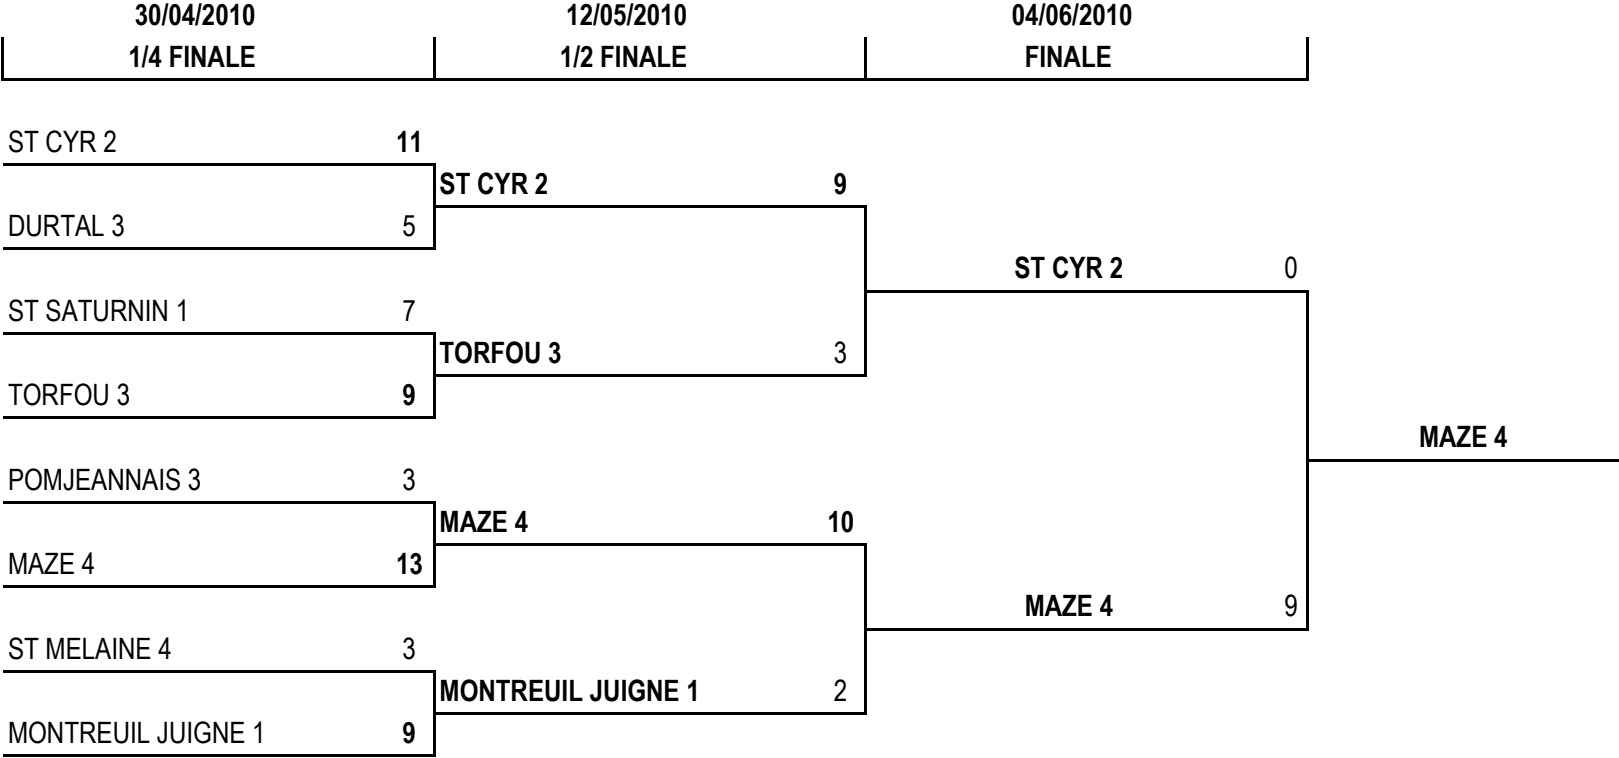 30/04/2010 12/05/2010 04/06/2010
1/4 FINALE 1/2 FINALE FINALE
ST CYR 2 11
ST CYR 2 9
DURTAL 3 5
ST CYR 2 0
ST SATURNIN 1 7
TORFOU 3 3
TORFOU 3 9
MAZE 4
POMJEANNAIS 3 3
MAZE 4 10
MAZE 4 13
MAZE 4 9
ST MELAINE 4 3
MONTREUIL JUIGNE 1 2
MONTREUIL JUIGNE 1 9